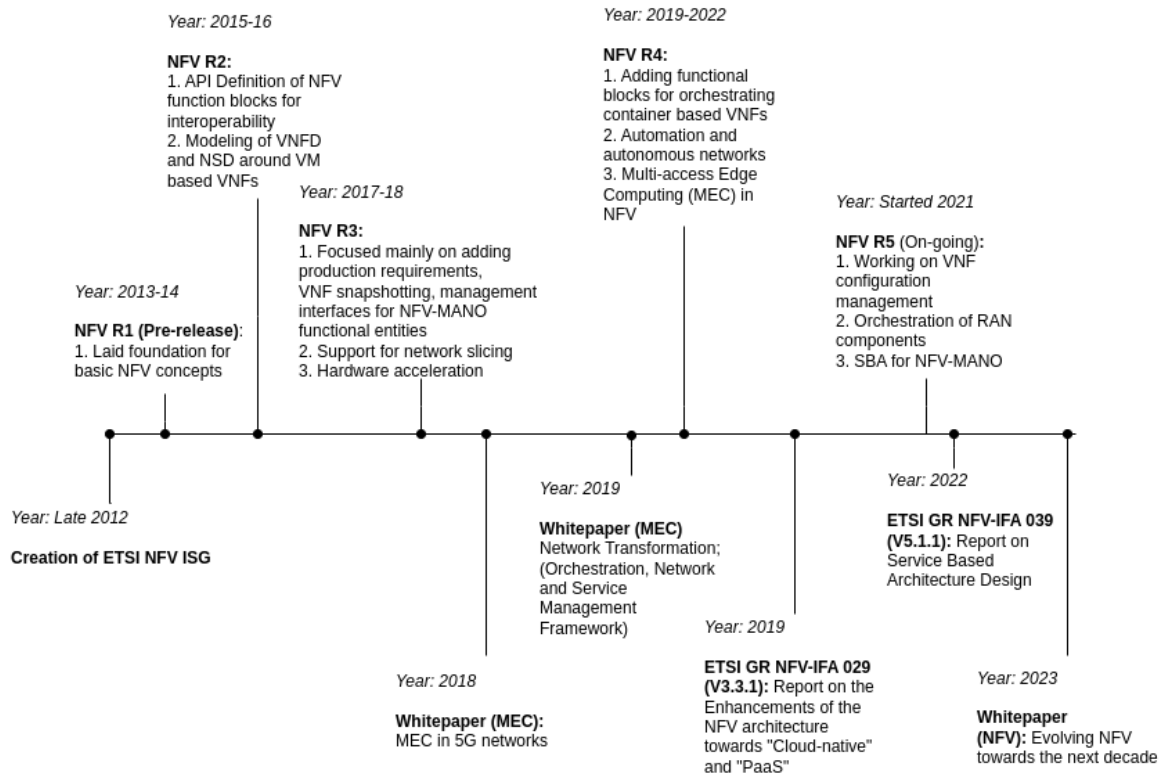 Year: 2015-16
NFV R2:
1. API Definition of NFV
function blocks for
interoperability
2. Modeling of VNFD
and NSD around VM
based VNFs
Year: 2019-2022
NFV R4:
1. Adding functional
blocks for orchestrating
container based VNFs
2. Automation and
autonomous networks
3. Multi-access Edge
Computing (MEC) in
NFV
Year: 2017-18
NFV R3:
1. Focused mainly on adding
production requirements,
VNF snapshotting, management
interfaces for NFV-MANO
functional entities
2. Support for network slicing
3. Hardware acceleration
Year: Started 2021
NFV R5 (On-going):
1. Working on VNF
configuration
management
2. Orchestration of RAN
components
3. SBA for NFV-MANO
Year: 2013-14
NFV R1 (Pre-release):
1. Laid foundation for
basic NFV concepts
Year: Late 2012
Creation of ETSI NFV ISG
Year: 2018
Whitepaper (MEC):
MEC in 5G networks
Year: 2019
Whitepaper (MEC)
Network Transformation;
(Orchestration, Network
and Service
Management
Framework)
Year: 2019
ETSI GR NFV-IFA 029
(V3.3.1): Report on the
Enhancements of the
NFV architecture
towards "Cloud-native"
and "PaaS"
Year: 2022
ETSI GR NFV-IFA 039
(V5.1.1): Report on
Service Based
Architecture Design
Year: 2023
Whitepaper
(NFV): Evolving NFV
towards the next decade